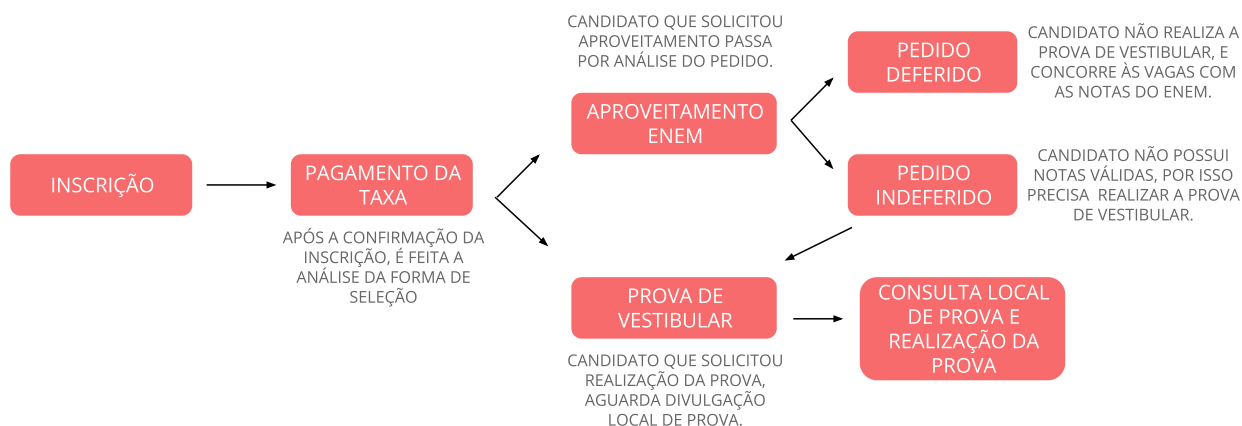 INSCRIÇÃO
PAGAMENTO DA
TAXA
APÓS A CONFIRMAÇÃO DA
INSCRIÇÃO, É FEITA A
ANÁLISE DA FORMA DE
SELEÇÃO
CANDIDATO QUE SOLICITOU
APROVEITAMENTO PASSA
POR ANÁLISE DO PEDIDO.
APROVEITAMENTO
ENEM
PEDIDO
DEFERIDO
CANDIDATO NÃO REALIZA A
PROVA DE VESTIBULAR, E
CONCORRE ÀS VAGAS COM
AS NOTAS DO ENEM.
PEDIDO
INDEFERIDO
CANDIDATO NÃO POSSUI
NOTAS VÁLIDAS, POR ISSO
PRECISA  REALIZAR A PROVA
DE VESTIBULAR.
PROVA DE
VESTIBULAR
CANDIDATO QUE SOLICITOU
REALIZAÇÃO DA PROVA,
AGUARDA DIVULGAÇÃO
LOCAL DE PROVA.
CONSULTA LOCAL
DE PROVA E
REALIZAÇÃO DA
PROVA